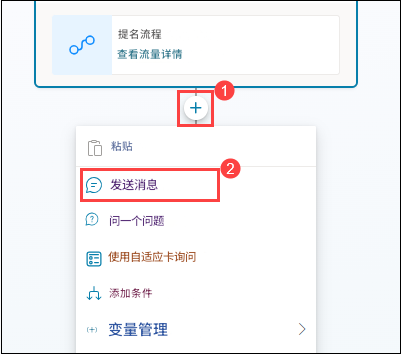 提名流程
查看流量详情
1
粘贴
发送消息
2
问一个问题
使用自适应卡询问
添加条件
变量管理